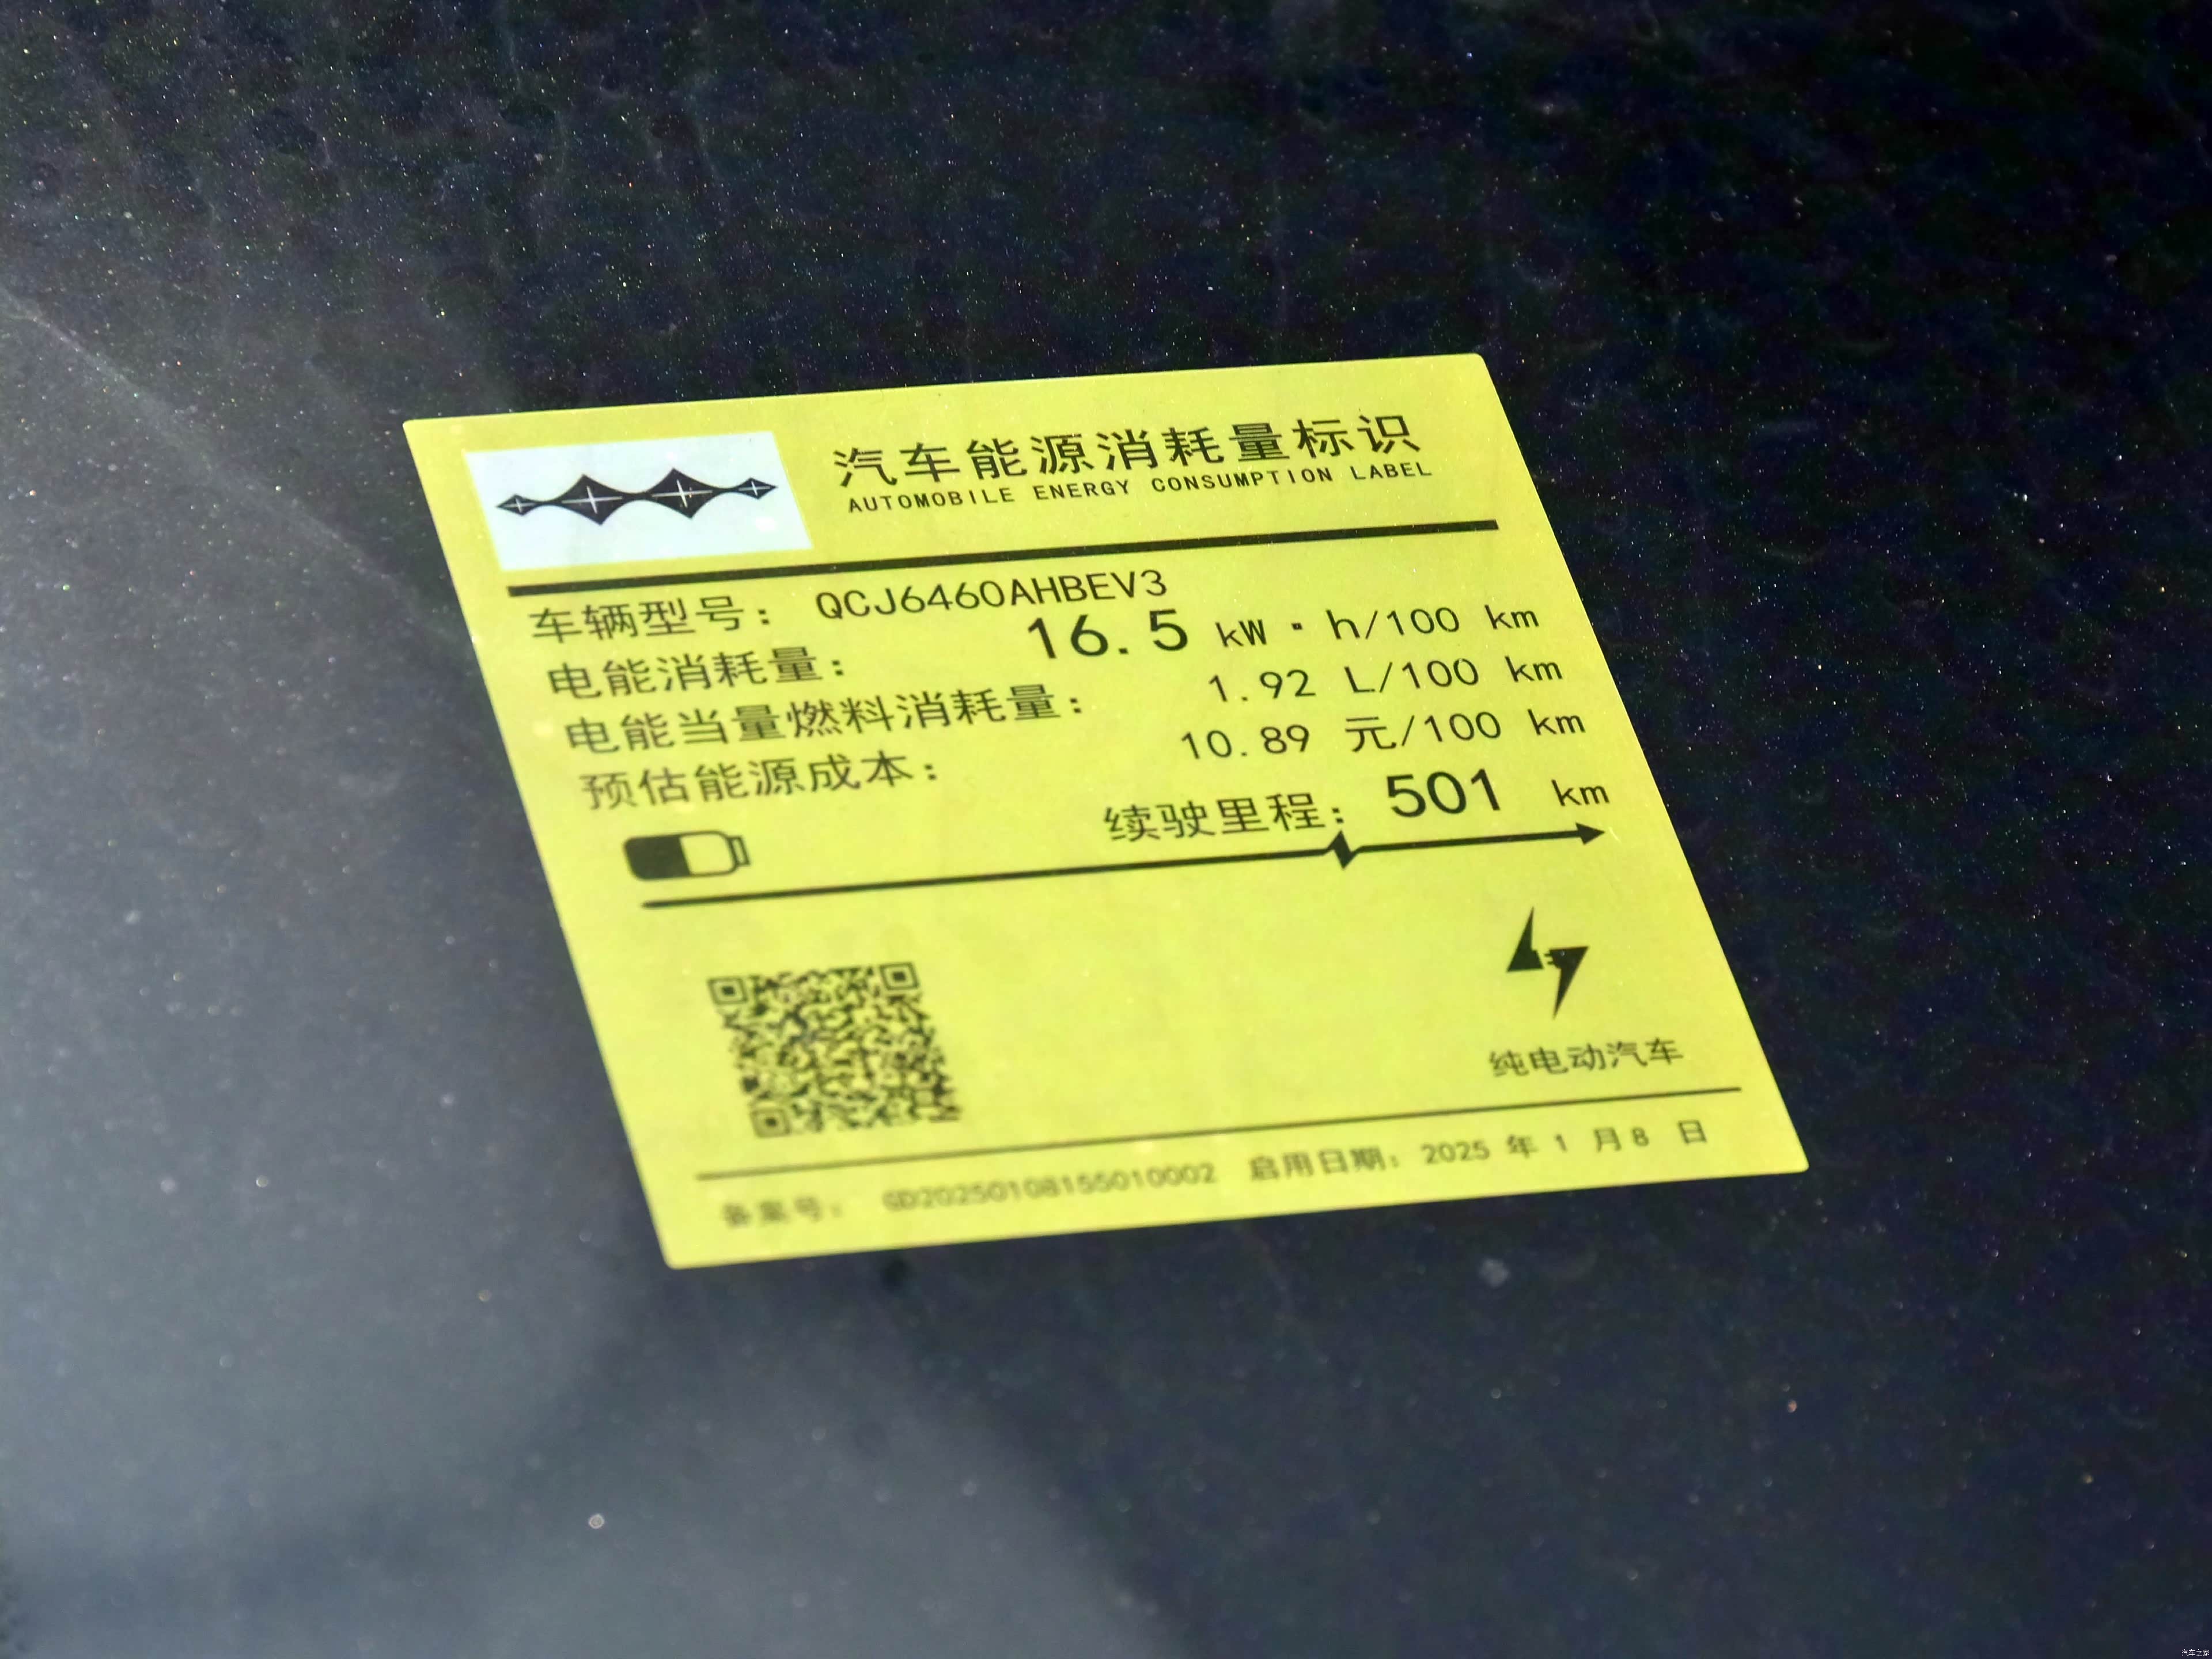 汽车能源消耗量标识
AUTOMOBILE ENERGY CONSUMPTION LABEL
车辆型号： QCJ6460AHBEV3
电能消耗量： 16.5 kW·h/100 km
电能当量燃料消耗量： 1.92 L/100 km
预估能源成本： 10.89 元/100 km
续驶里程： 501 km
纯电动汽车
备案号： GD20250108155010002 启用日期： 2025 年 1 月 8 日
汽车之家